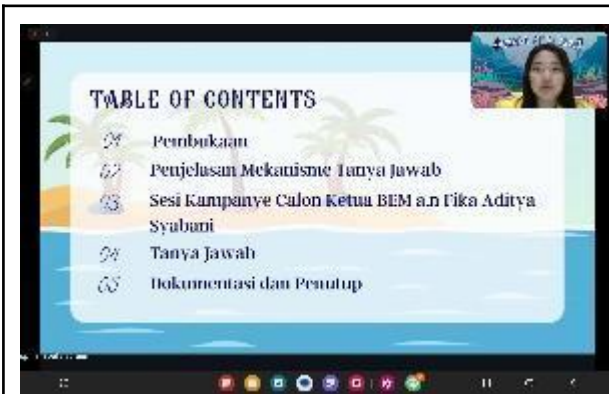 TABLE OF CONTENTS
01 Pembukaan
02 Penjelasan Mekanisme Tanya Jawab
03 Sesi Kampanye Calon Ketua BEM a.n Fika Aditya
Syabani
04 Tanya Jawab
05 Dokumentasi dan Penutup